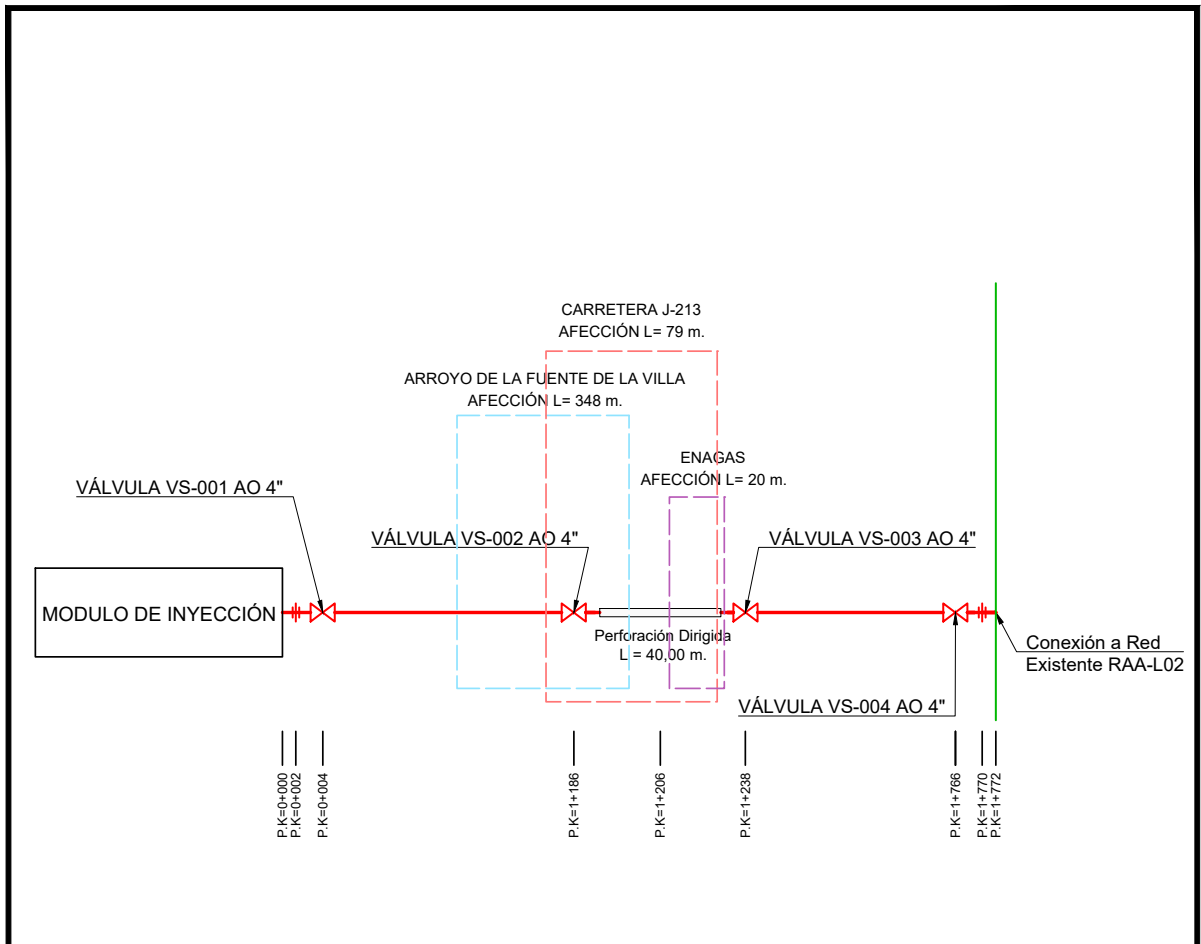 CARRETERA J-213
AFECCIÓN L= 79 m.
ARROYO DE LA FUENTE DE LA VILLA
AFECCIÓN L= 348 m.
ENAGAS
AFECCIÓN L= 20 m.
VÁLVULA VS-001 AO 4"
VÁLVULA VS-002 AO 4"
VÁLVULA VS-003 AO 4"
MODULO DE INYECCIÓN
Perforación Dirigida
L = 40,00 m.
Conexión a Red
Existente RAA-L02
VÁLVULA VS-004 AO 4"
P.K=0+000
P.K=0+002
P.K=0+004
P.K=1+186
P.K=1+206
P.K=1+238
P.K=1+766
P.K=1+770
P.K=1+772